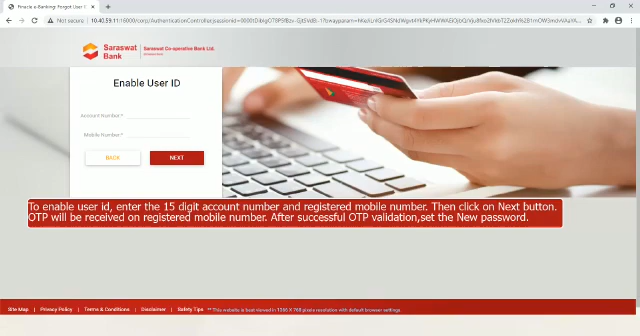 Finacle e-Banking: Forgot User I
Not secure
Saraswat Bank
Saraswat Co-operative Bank Ltd.
Enable User ID
Account Number:*
Mobile Number:*
BACK
NEXT
To enable user id, enter the 15 digit account number and registered mobile number. Then click on Next button.
OTP will be received on registered mobile number. After successful OTP validation,set the New password.
Site Map | Privacy Policy | Terms & Conditions | Disclaimer | Safety Tips ** This website is best viewed in 1366 X 768 pixels resolution with default browser settings.